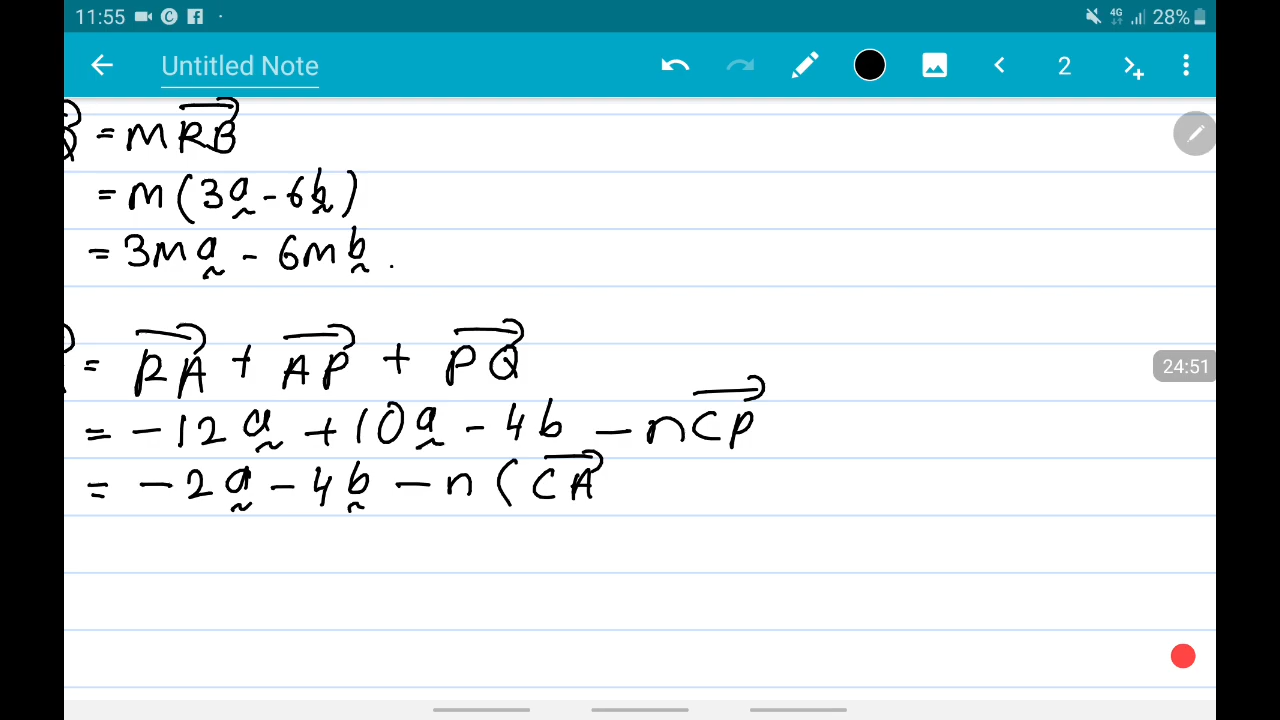 11:55 4G 28%
Untitled Note 2
Q = mRB
= m(3a - 6b)
= 3ma - 6mb.
24:51
= RA + AP + PQ
= -12a + 10a - 4b - nCP
= -2a - 4b - n(CA